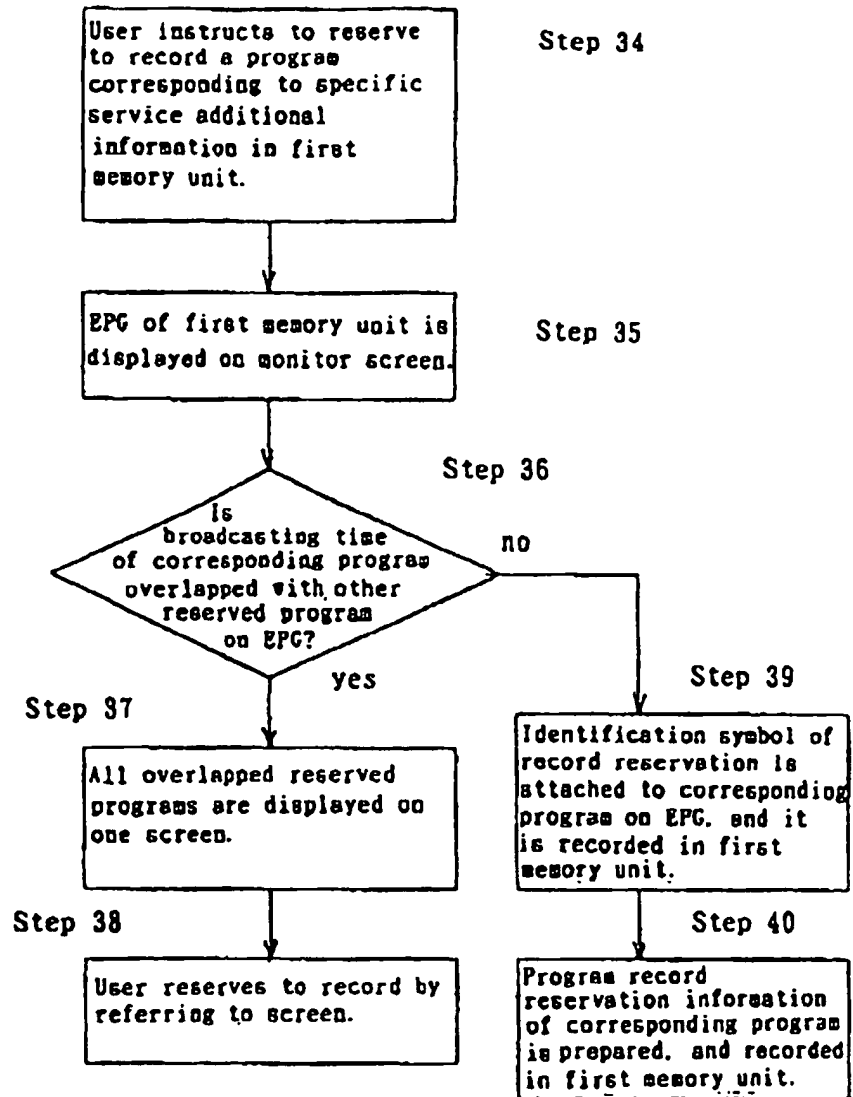 User instructs to reserve
to record a program
corresponding to specific
service additional
information in first
memory unit.
Step 34
EPG of first memory unit is
displayed on monitor screen.
Step 35
Step 36
Is
broadcasting time
of corresponding program
overlapped with other
reserved program
on EPG?
no
yes
Step 37
All overlapped reserved
programs are displayed on
one screen.
Step 38
User reserves to record by
referring to screen.
Step 39
Identification symbol of
record reservation is
attached to corresponding
program on EPG, and it
is recorded in first
memory unit.
Step 40
Program record
reservation information
of corresponding program
is prepared, and recorded
in first memory unit.